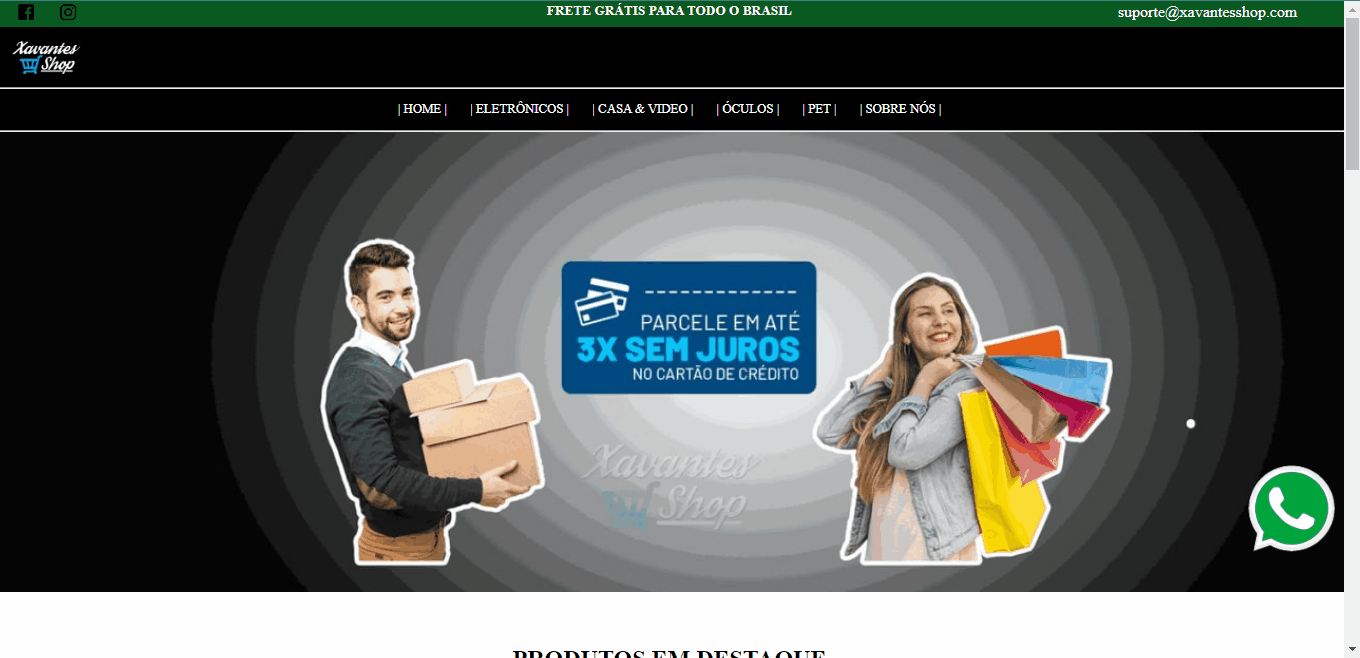 FRETE GRÁTIS PARA TODO O BRASIL
suporte@xavantesshop.com
Xavantes
Shop
| HOME |
| ELETRÔNICOS |
| CASA & VIDEO |
| ÓCULOS |
| PET |
| SOBRE NÓS |
PARCELE EM ATÉ
3X SEM JUROS
NO CARTÃO DE CRÉDITO
Xavantes
Shop
PRODUTOS EM DESTAQUE